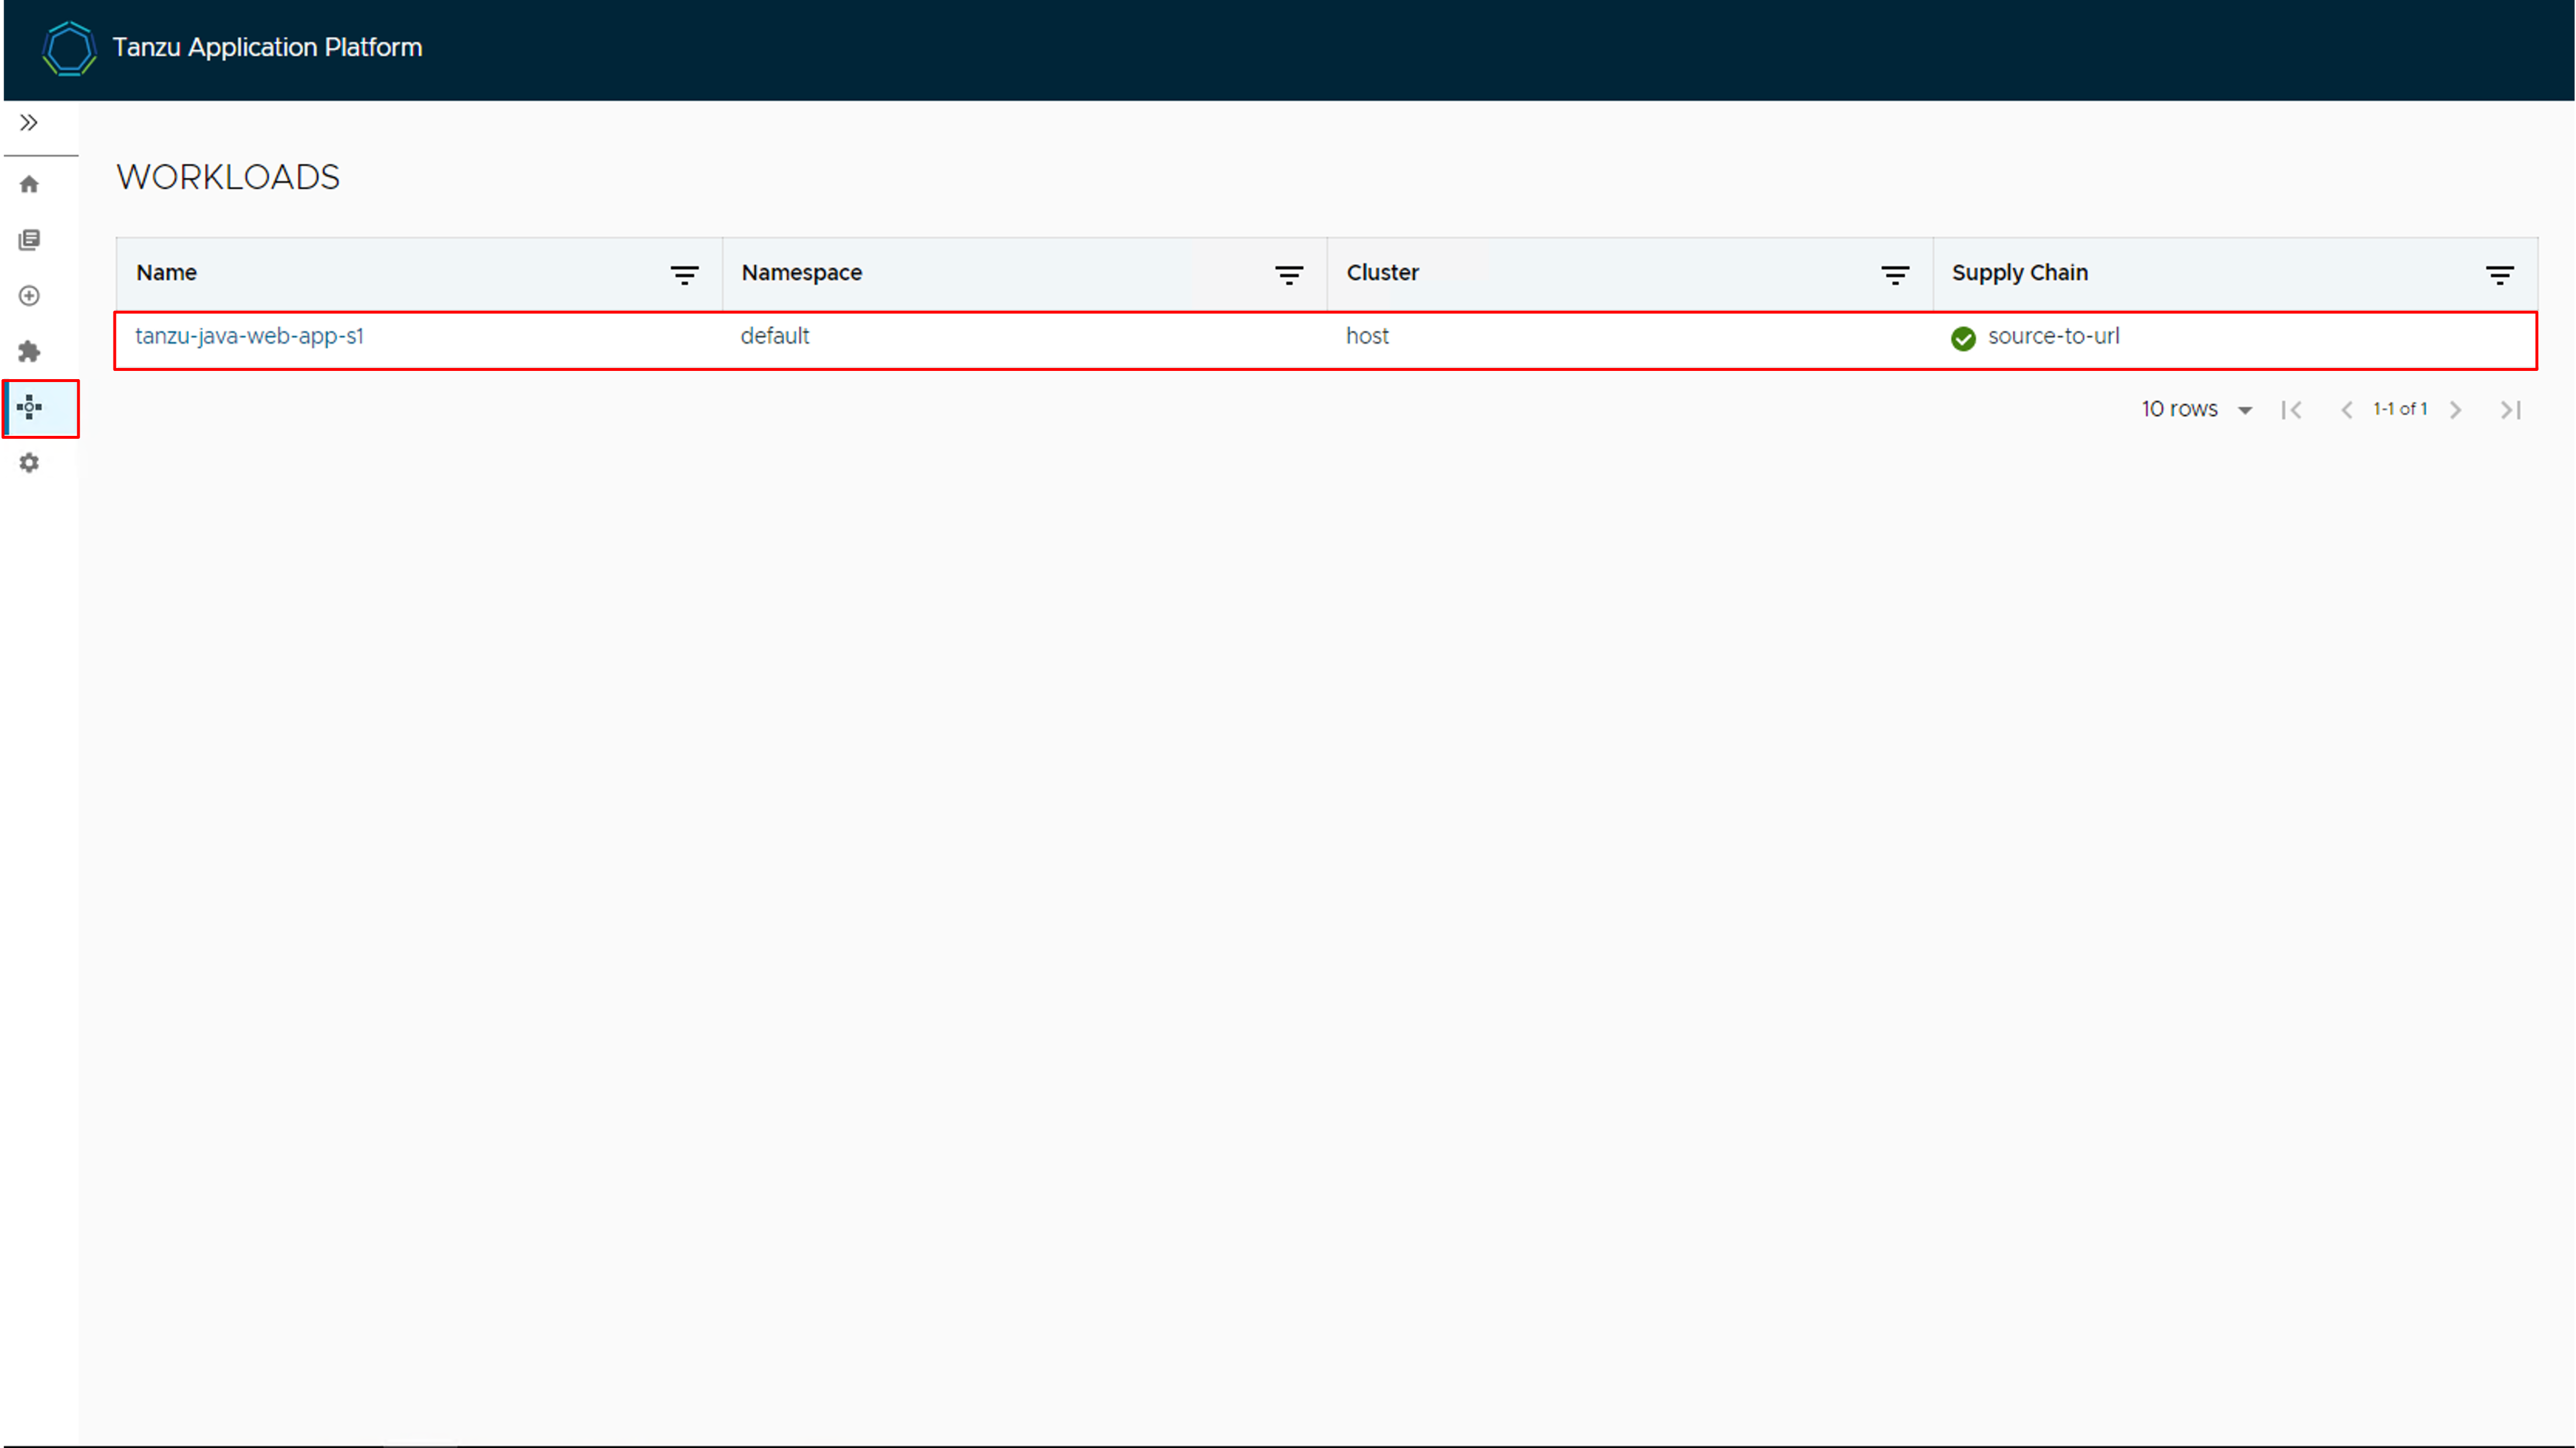 Tanzu Application Platform
WORKLOADS
Name Namespace Cluster Supply Chain
tanzu-java-web-app-s1 default host source-to-url
10 rows 1-1 of 1